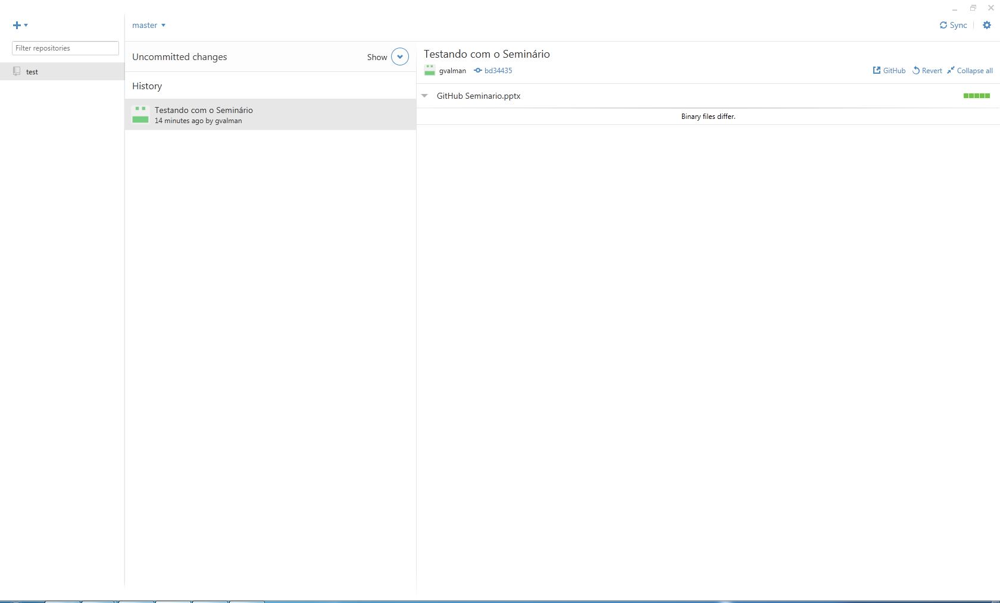 master
Sync
Filter repositories
test
Uncommitted changes
Show
History
Testando com o Seminário
14 minutes ago by gvalman
Testando com o Seminário
gvalman
bd34435
GitHub
Revert
Collapse all
GitHub Seminario.pptx
Binary files differ.